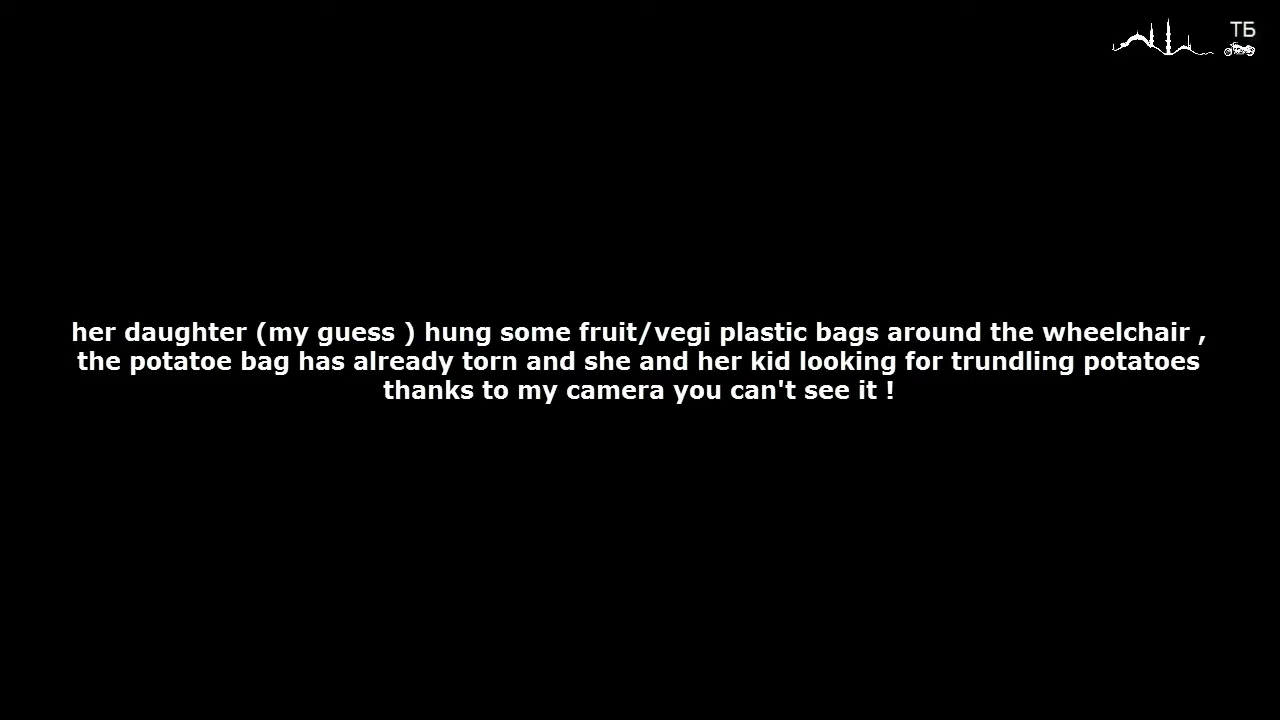 ТБ
her daughter (my guess ) hung some fruit/vegi plastic bags around the wheelchair ,
the potatoe bag has already torn and she and her kid looking for trundling potatoes
thanks to my camera you can't see it !